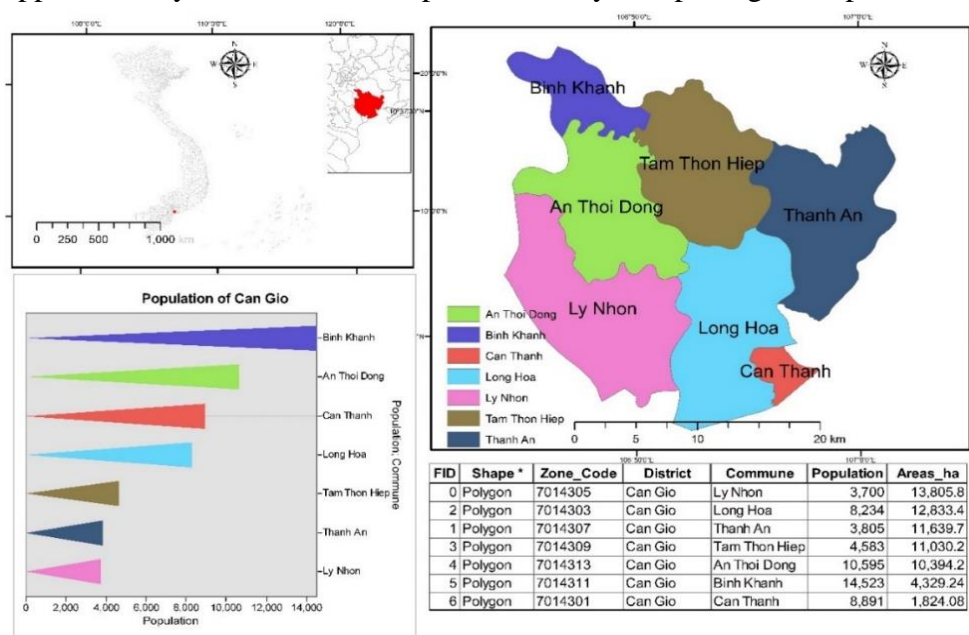 100°0'0"E 110°0'0"E 120°0'0"E
N
W E
S
10°0'0"N
0 250 500 1,000 km
106°50'0"E 107°0'0"E
N
W E
S
Binh Khanh
Tam Thon Hiep
An Thoi Dong
Thanh An
Ly Nhon
Long Hoa
Can Thanh
An Thoi Dong
Binh Khanh
Can Thanh
Long Hoa
Ly Nhon
Tam Thon Hiep
Thanh An
0 5 10 20 km
106°50'0"E 107°0'0"E
Population of Can Gio
Binh Khanh
An Thoi Dong
Can Thanh
Long Hoa
Tam Thon Hiep
Thanh An
Ly Nhon
Population; Commune
0 2,000 4,000 6,000 8,000 10,000 12,000 14,000
Population
FID Shape * Zone_Code District Commune Population Areas_ha
0 Polygon 7014305 Can Gio Ly Nhon 3,700 13,805.8
2 Polygon 7014303 Can Gio Long Hoa 8,234 12,833.4
1 Polygon 7014307 Can Gio Thanh An 3,805 11,639.7
3 Polygon 7014309 Can Gio Tam Thon Hiep 4,583 11,030.2
4 Polygon 7014313 Can Gio An Thoi Dong 10,595 10,394.2
5 Polygon 7014311 Can Gio Binh Khanh 14,523 4,329.24
6 Polygon 7014301 Can Gio Can Thanh 8,891 1,824.08